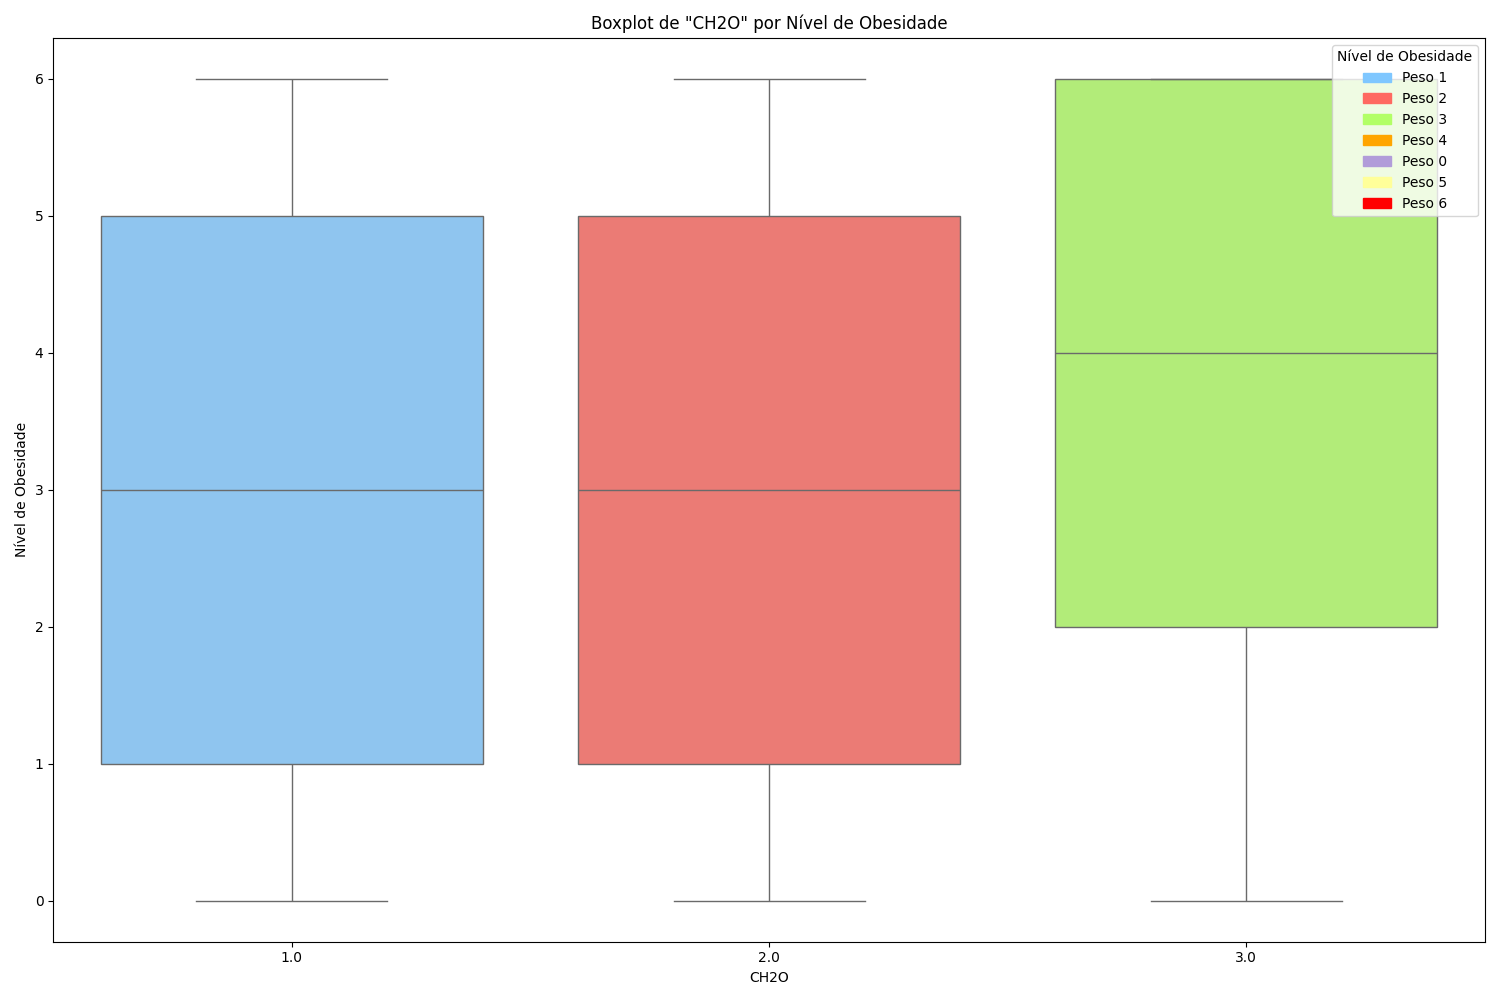 Boxplot de "CH2O" por Nível de Obesidade
Nível de Obesidade
Peso 1
Peso 2
Peso 3
Peso 4
Peso 0
Peso 5
Peso 6
Nível de Obesidade
6
5
4
3
2
1
0
1.0 2.0 3.0
CH2O